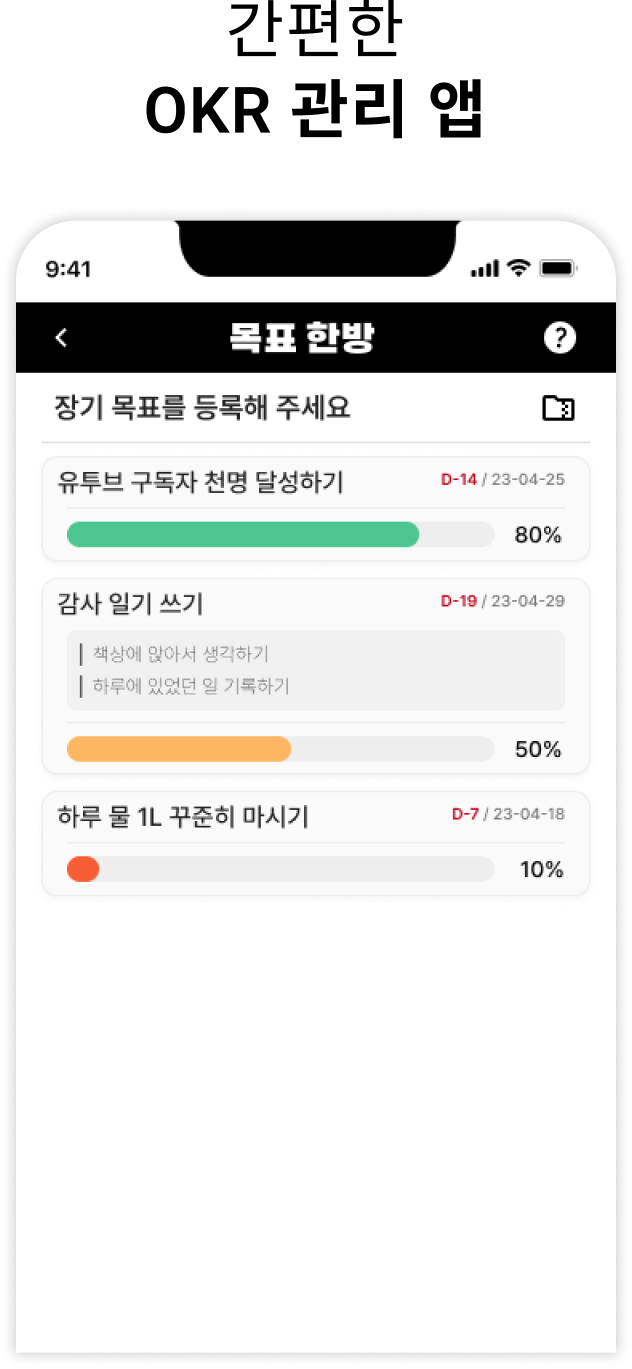 간편한
OKR 관리 앱
9:41
목표 한방
?
장기 목표를 등록해 주세요
유투브 구독자 천명 달성하기 D-14 / 23-04-25
80%
감사 일기 쓰기 D-19 / 23-04-29
책상에 앉아서 생각하기
하루에 있었던 일 기록하기
50%
하루 물 1L 꾸준히 마시기 D-7 / 23-04-18
10%